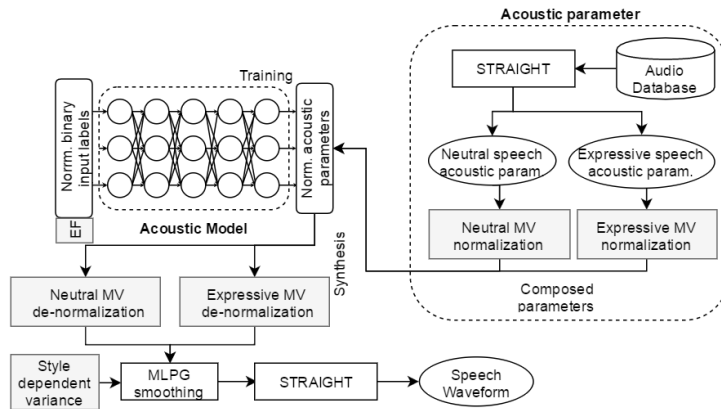 Acoustic parameter
Training
STRAIGHT
Audio
Database
Norrm. binary
input labels
Norm. acoustic
parameters
Neutral speech
acoustic param.
Expressive speech
acoustic param.
EF
Acoustic Model
Synthesis
Neutral MV
normalization
Expressive MV
normalization
Neutral MV
de-normalization
Expressive MV
de-normalization
Composed
parameters
Style
dependent
variance
MLPG
smoothing
STRAIGHT
Speech
Waveform